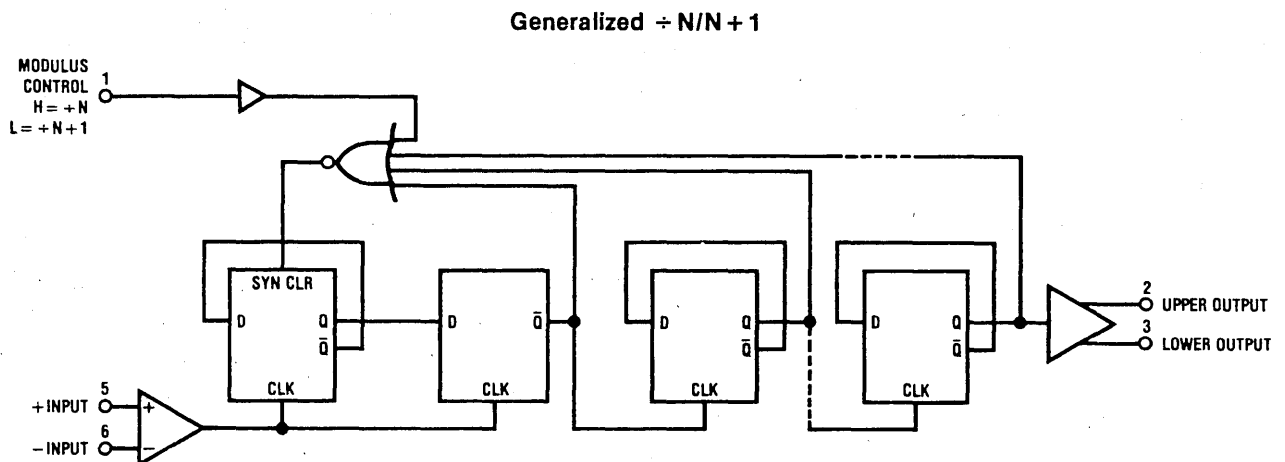 Generalized ÷ N/N + 1
MODULUS
CONTROL
H = ÷N
L = ÷N+1
1
SYN CLR
D
Q
Q̅
CLK
D
Q̅
CLK
D
Q
Q̅
CLK
D
Q
Q̅
CLK
2
UPPER OUTPUT
3
LOWER OUTPUT
+INPUT
5
+
−INPUT
6
−